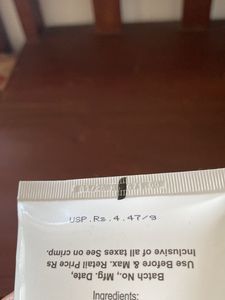 USP.Rs.4.47/g
Ingredients:
Batch No., Mfg. Date,
Use Before & Max. Retail Price Rs
Inclusive of all taxes See on crimp.